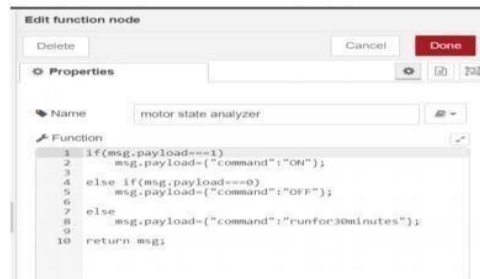 Edit function node
Delete Cancel Done
Properties
Name motor state analyzer
Function
1 if(msg.payload===1)
2 msg.payload={"command":"ON"};
3
4 else if(msg.payload===0)
5 msg.payload={"command":"OFF"};
6
7 else
8 msg.payload={"command":"runfor30minutes"};
9
10 return msg;